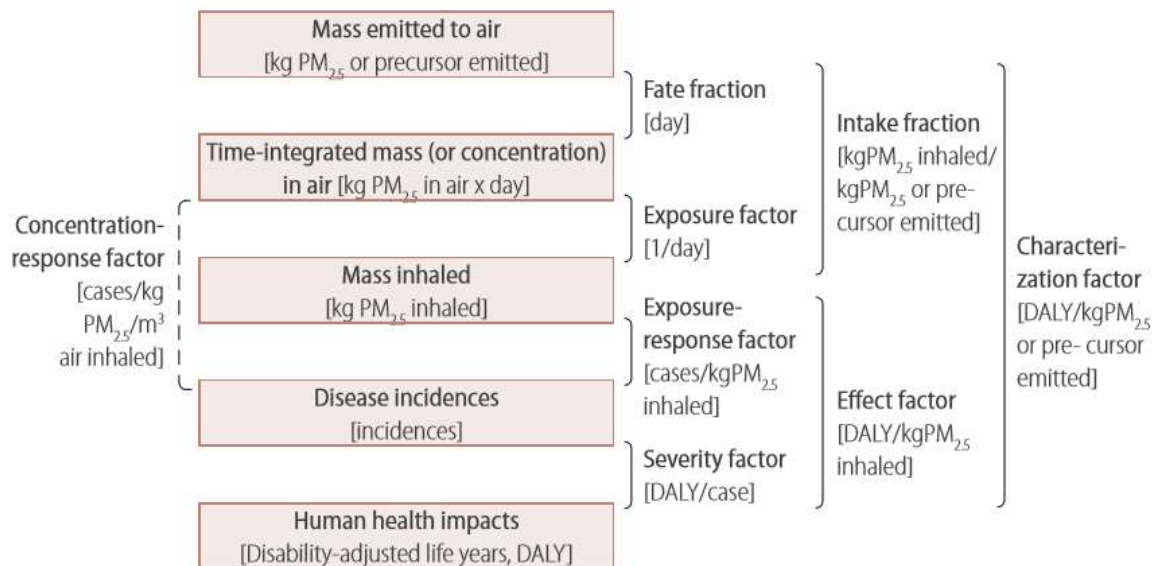 Mass emitted to air
[kg PM2.5 or precursor emitted]
Fate fraction
[day]
Time-integrated mass (or concentration)
in air [kg PM2.5 in air x day]
Intake fraction
[kgPM2.5 inhaled/
kgPM2.5 or pre-
cursor emitted]
Concentration-
response factor
[cases/kg
PM2.5/m³
air inhaled]
Exposure factor
[1/day]
Mass inhaled
[kg PM2.5 inhaled]
Exposure-
response factor
[cases/kgPM2.5
inhaled]
Characteri-
zation factor
[DALY/kgPM2.5
or pre- cursor
emitted]
Disease incidences
[incidences]
Effect factor
[DALY/kgPM2.5
inhaled]
Severity factor
[DALY/case]
Human health impacts
[Disability-adjusted life years, DALY]